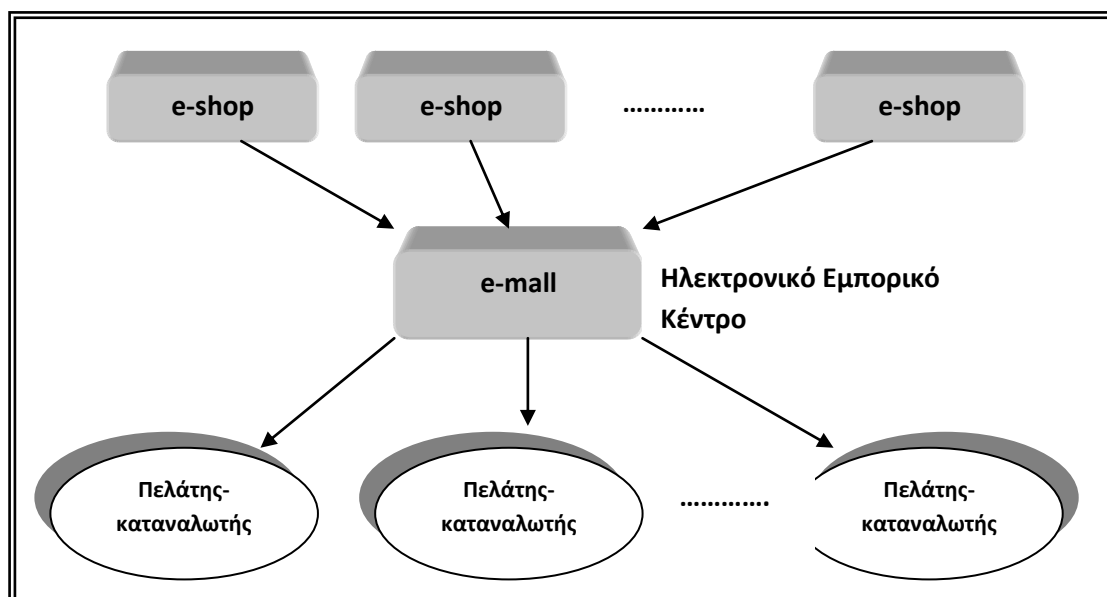 e-shop e-shop ………… e-shop
e-mall
Ηλεκτρονικό Εμπορικό
Κέντρο
Πελάτης-
καταναλωτής
Πελάτης-
καταναλωτής
………….
Πελάτης-
καταναλωτής